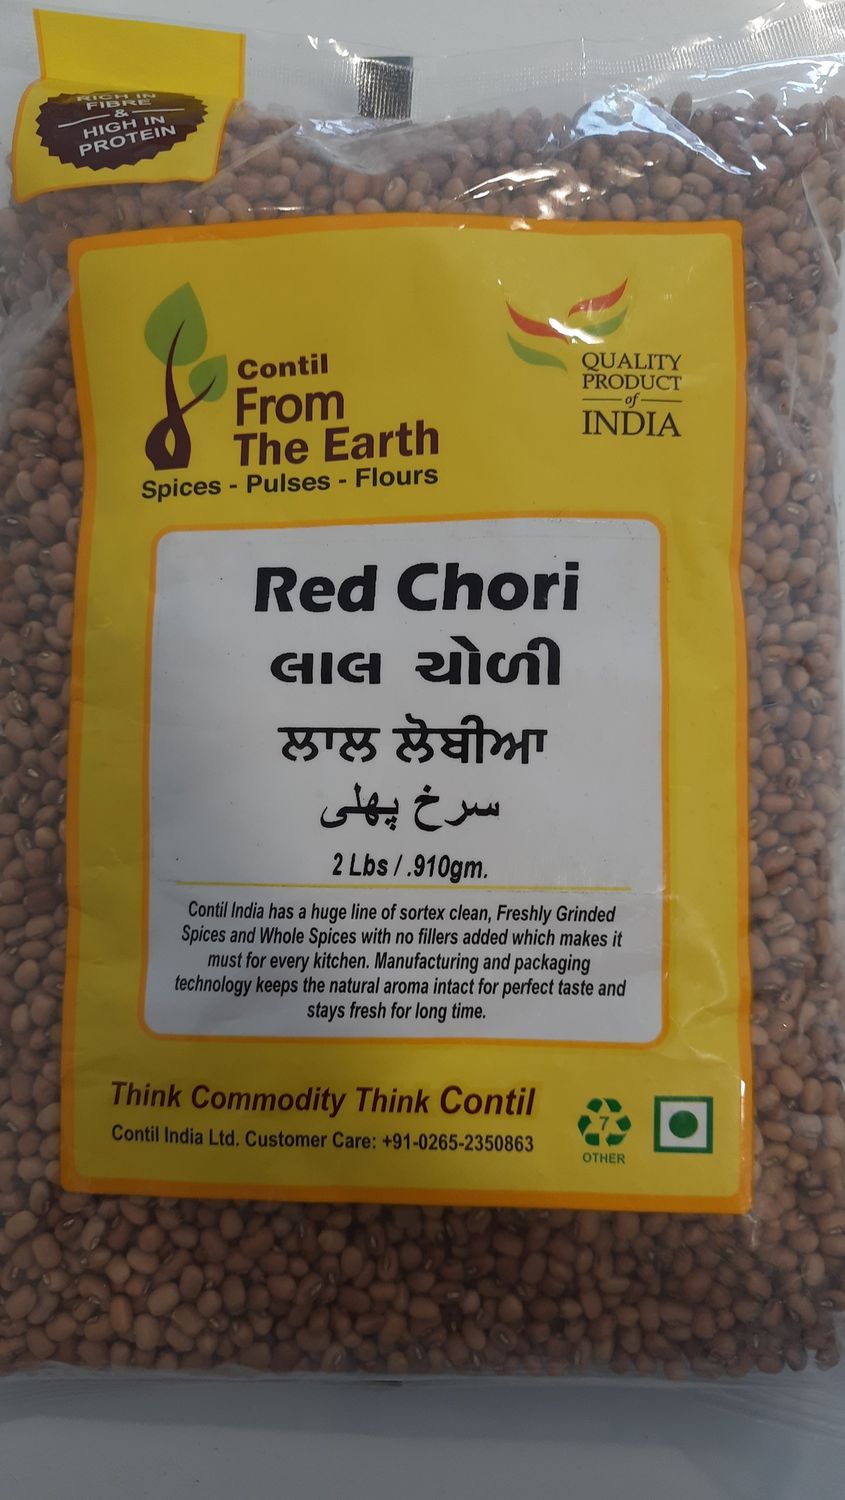 RICH IN
FIBRE
&
HIGH IN
PROTEIN
Contil
From
The Earth
Spices - Pulses - Flours
QUALITY
PRODUCT
of
INDIA
Red Chori
લાલ ચોળી
ਲਾਲ ਲੋਬੀਆ
سرخ پھلی
2 Lbs / .910gm.
Contil India has a huge line of sortex clean, Freshly Grinded
Spices and Whole Spices with no fillers added which makes it
must for every kitchen. Manufacturing and packaging
technology keeps the natural aroma intact for perfect taste and
stays fresh for long time.
Think Commodity Think Contil
Contil India Ltd. Customer Care: +91-0265-2350863
7
OTHER